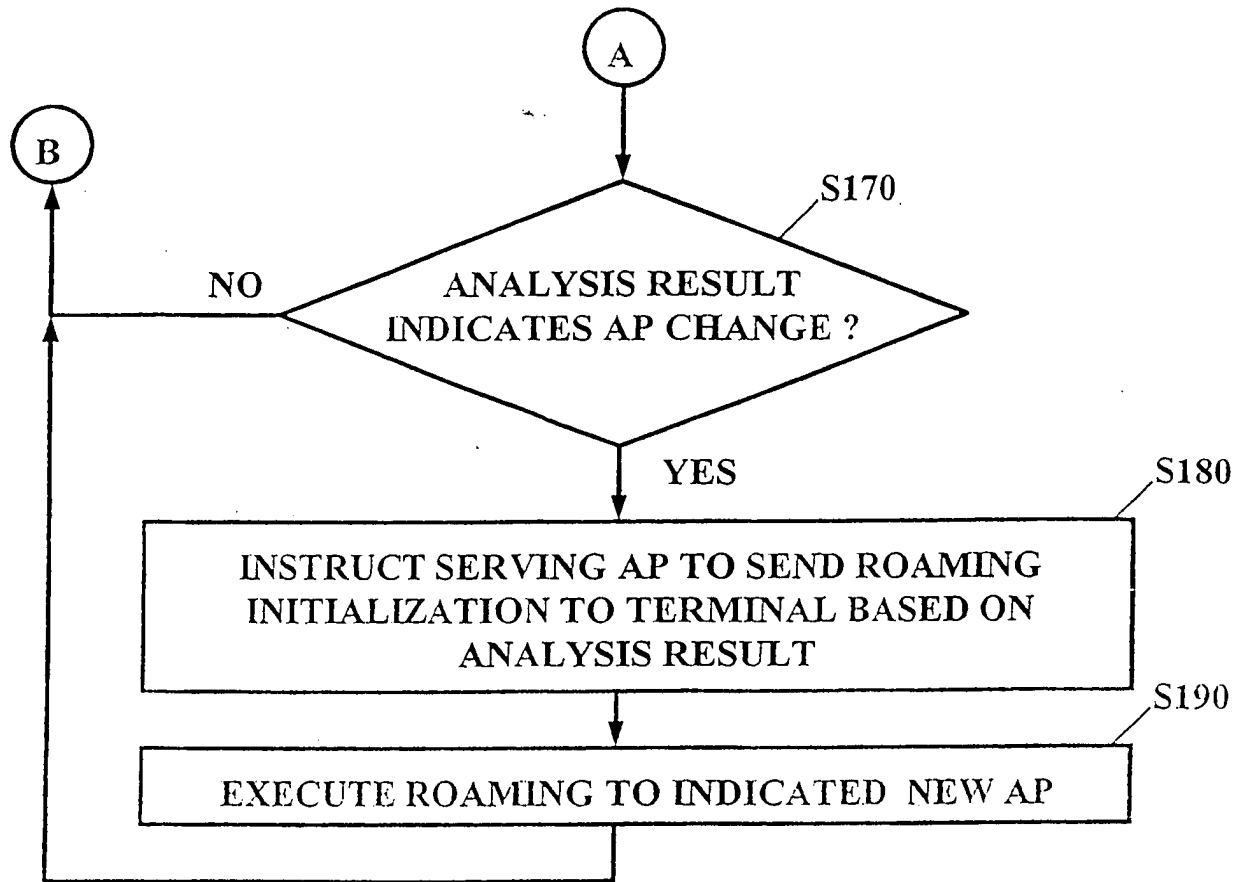 A
B
S170
NO
ANALYSIS RESULT
INDICATES AP CHANGE ?
YES
S180
INSTRUCT SERVING AP TO SEND ROAMING
INITIALIZATION TO TERMINAL BASED ON
ANALYSIS RESULT
S190
EXECUTE ROAMING TO INDICATED NEW AP